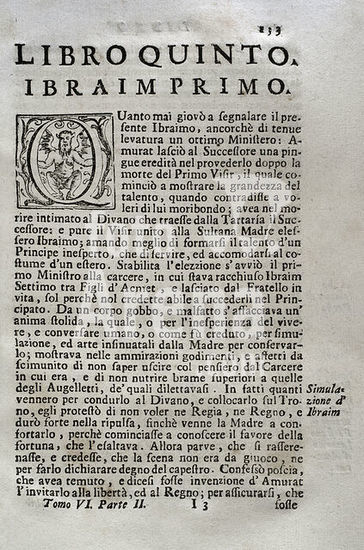 133
LIBRO QUINTO.
IBRAIM PRIMO.
QUanto mai giovò a segnalare il pre-
sente Ibraimo, ancorchè di tenue
levatura un ottimo Ministero: A-
murat lasciò al Successore una pin-
gue eredità nel provederlo doppo la
morte del Primo Visir, il quale co-
minciò a mostrare la grandezza del
talento, quando contradisse a vo-
leri di lui moribondo; avea nel mo-
rire intimato al Divano che traesse dalla Tartaria il Suc-
cessore: e pure il Visir unito alla Sultana Madre eles-
sero Ibraimo; amando meglio di formarsi il talento d'un
Principe inesperto, che di servire, ed accomodarsi al co-
stume d'un estero. Stabilita l'elezione s'avviò il pri-
mo Ministro alla carcere, in cui stava racchiuso Ibraim
Settimo tra Figli d'Acmet, e lasciato dal Fratello in
vita, sol perchè nol credette abile a succederli nel Prin-
cipato. Da un corpo gobbo, e malfatto s'affacciava un'
anima stolida, la quale, o per l'inesperienza del vive-
re, e conversare umano, o come fù creduto, per simu-
lazione, ed arte insinuatali dalla Madre per conservar-
lo; mostrava nelle ammirazioni godimenti, e affetti da
scimunito di non saper uscire col pensiero dal Carcere
in cui era, e di non nutrire brame superiori a quelle
degli Augelletti, de' quali dilettavasi. In fatti quanti
vennero per condurlo al Divano, e collocarlo sul Tro-
no, egli protestò di non voler ne Regia, ne Regno, e
durò forte nella ripulsa, finchè venne la Madre a con-
fortarlo, perchè cominciasse a conoscere il favore della
fortuna, che l'esaltava. Allora parve, che si rassere-
nasse, e credesse, che la scena non era da giuoco, ne
per farlo dichiarare degno del capestro. Confessò poscia,
che avea temuto, e dicesi fosse invenzione d'Amurat
l'invitarlo alla libertà, ed al Regno; per assicurarsi, che
Simula-
zione d'
Ibraim
Tomo VI. Parte II. I 3 fosse